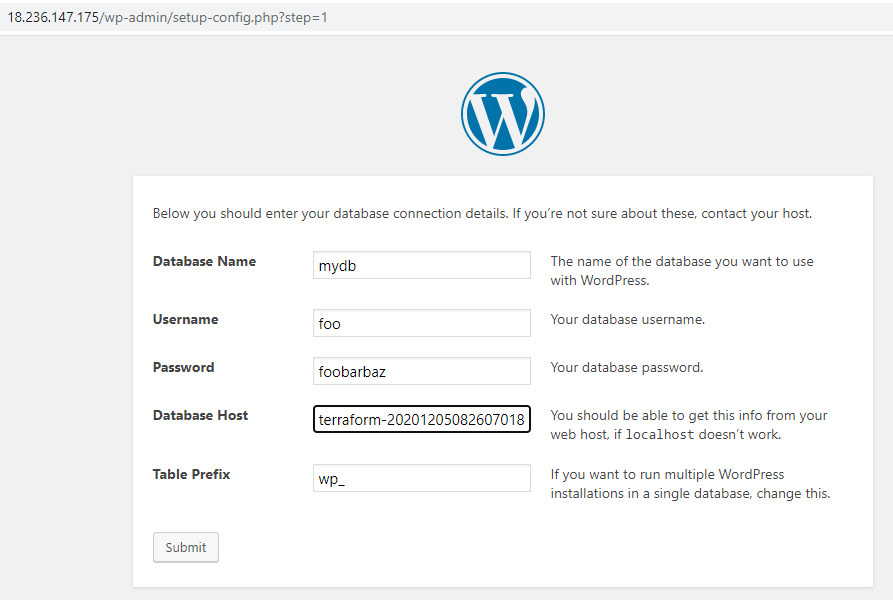 18.236.147.175/wp-admin/setup-config.php?step=1
W
Below you should enter your database connection details. If you’re not sure about these, contact your host.
Database Name
mydb
The name of the database you want to use
with WordPress.
Username
foo
Your database username.
Password
foobarbaz
Your database password.
Database Host
terraform-20201205082607018
You should be able to get this info from your
web host, if localhost doesn’t work.
Table Prefix
wp_
If you want to run multiple WordPress
installations in a single database, change this.
Submit